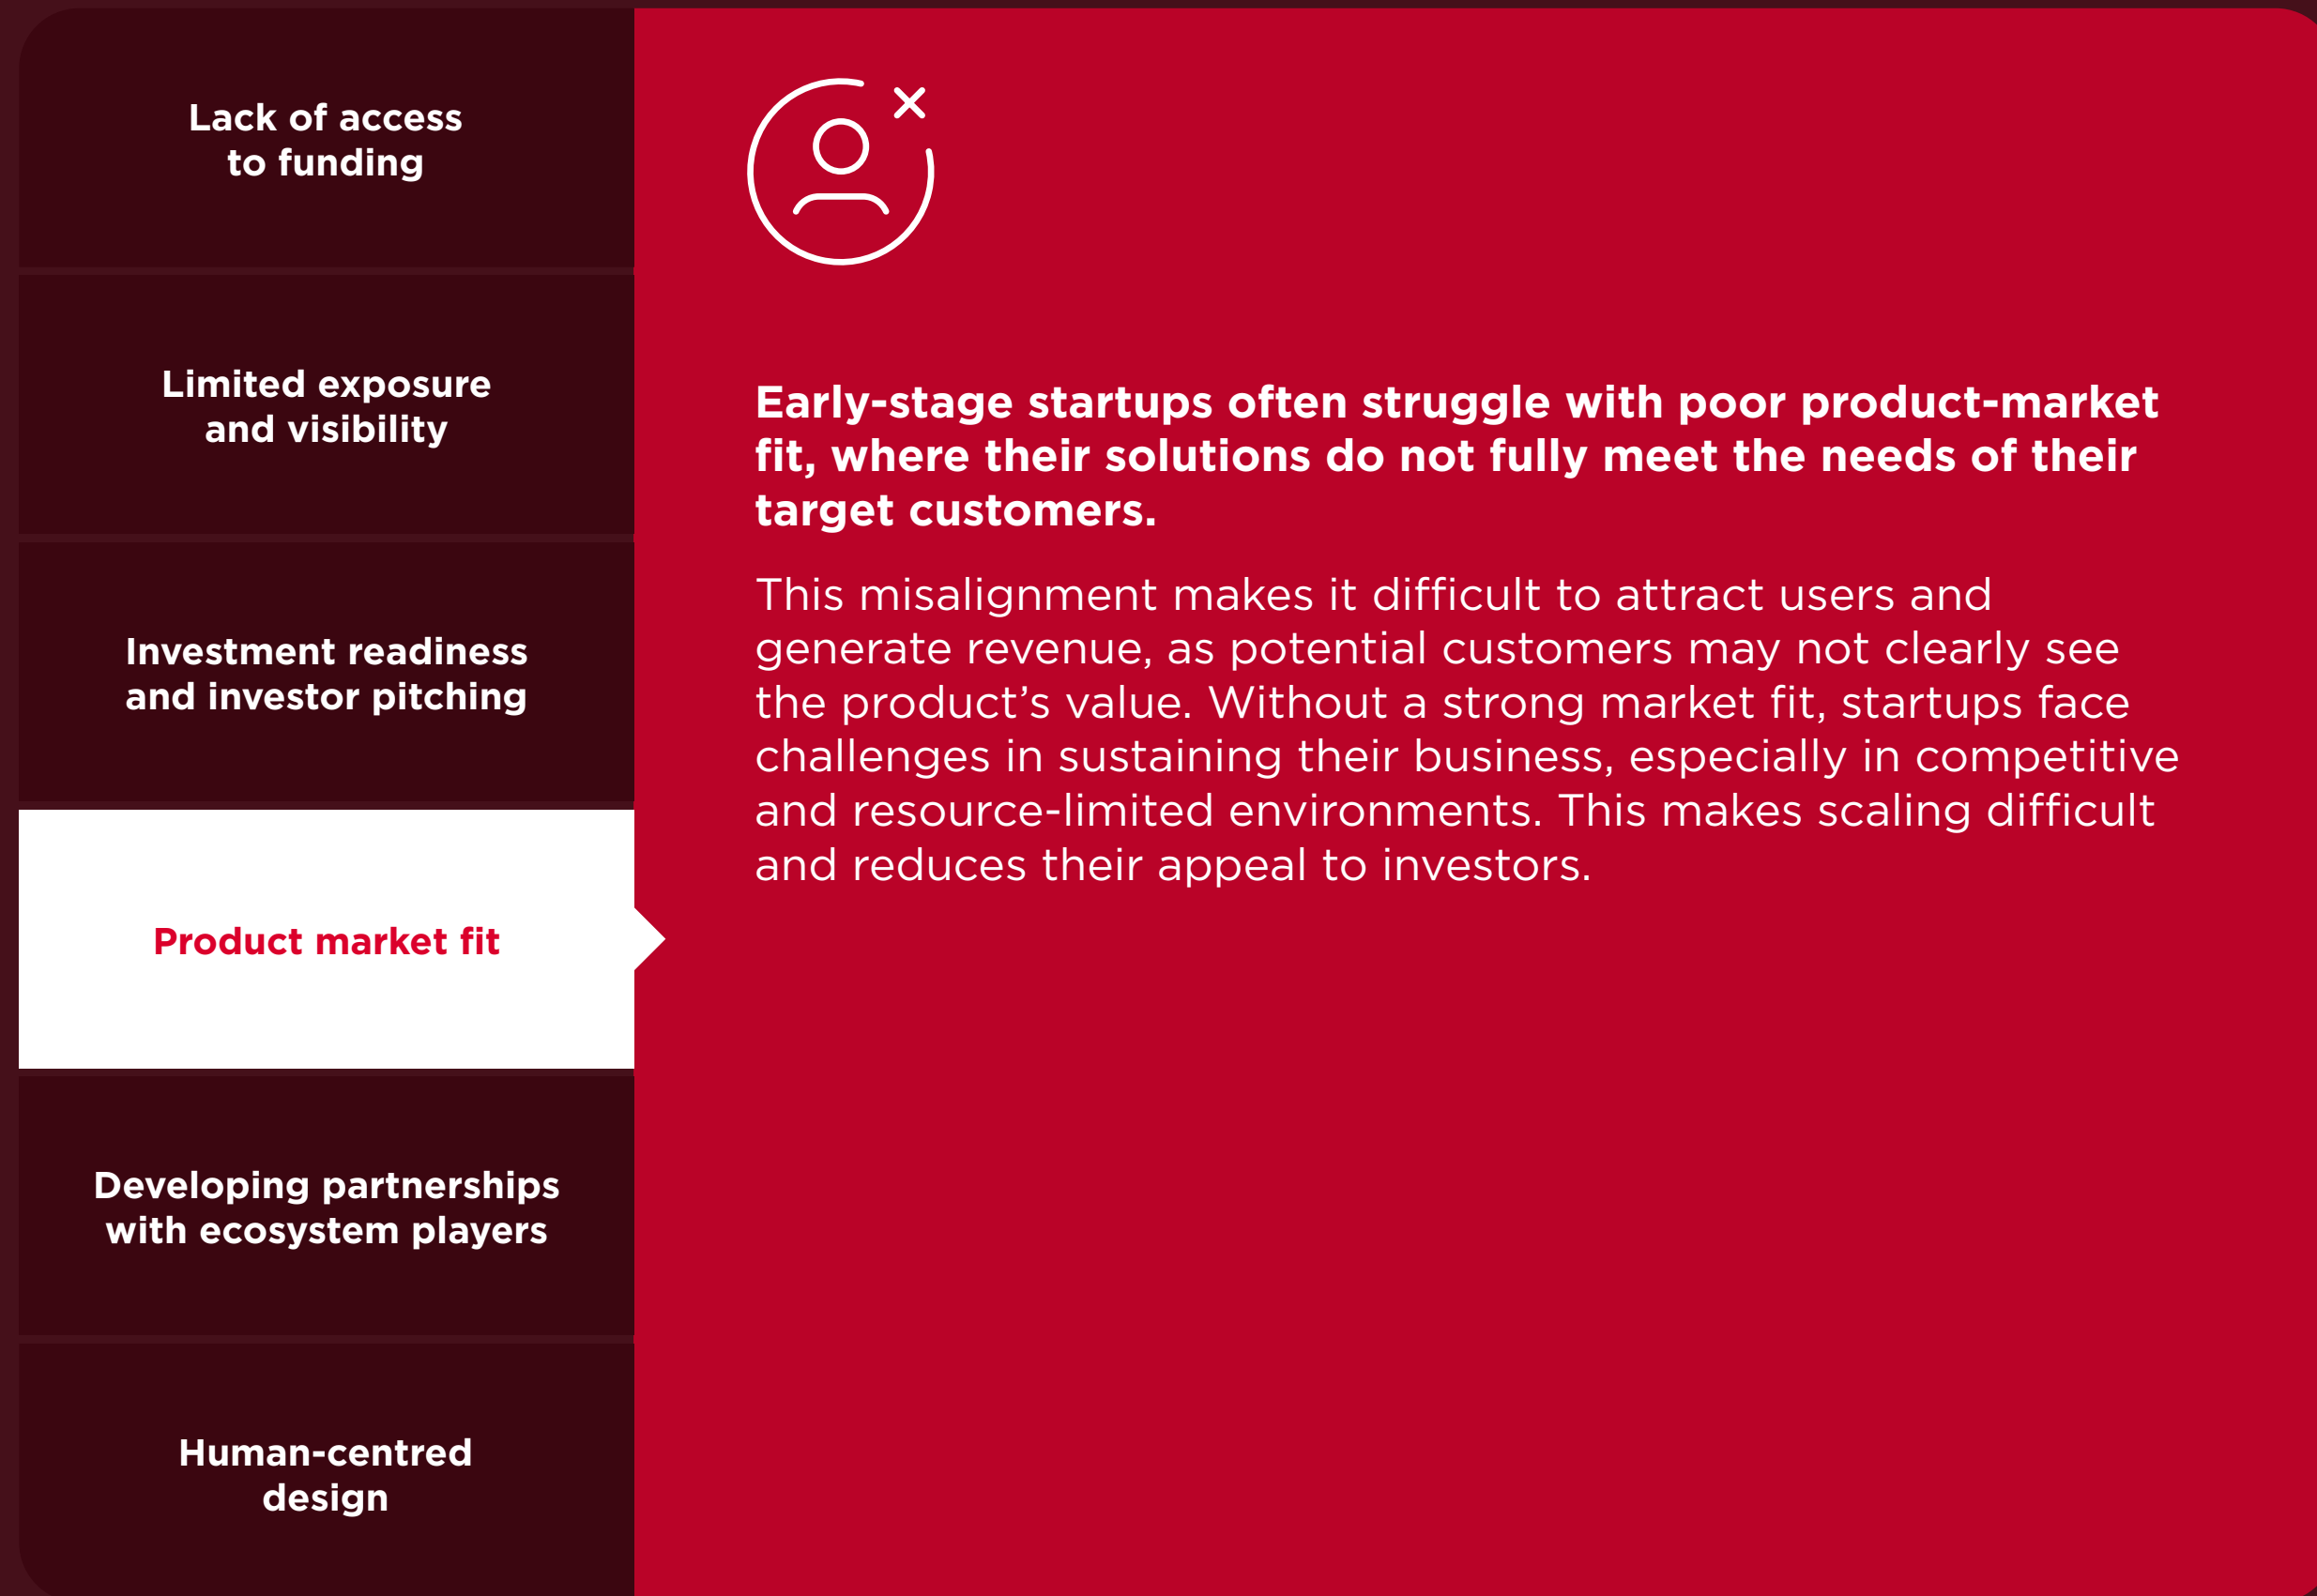 Lack of access
to funding
Limited exposure
and visibility
Investment readiness
and investor pitching
Product market fit
Developing partnerships
with ecosystem players
Human-centred
design
Early-stage startups often struggle with poor product-market
fit, where their solutions do not fully meet the needs of their
target customers.
This misalignment makes it difficult to attract users and
generate revenue, as potential customers may not clearly see
the product’s value. Without a strong market fit, startups face
challenges in sustaining their business, especially in competitive
and resource-limited environments. This makes scaling difficult
and reduces their appeal to investors.